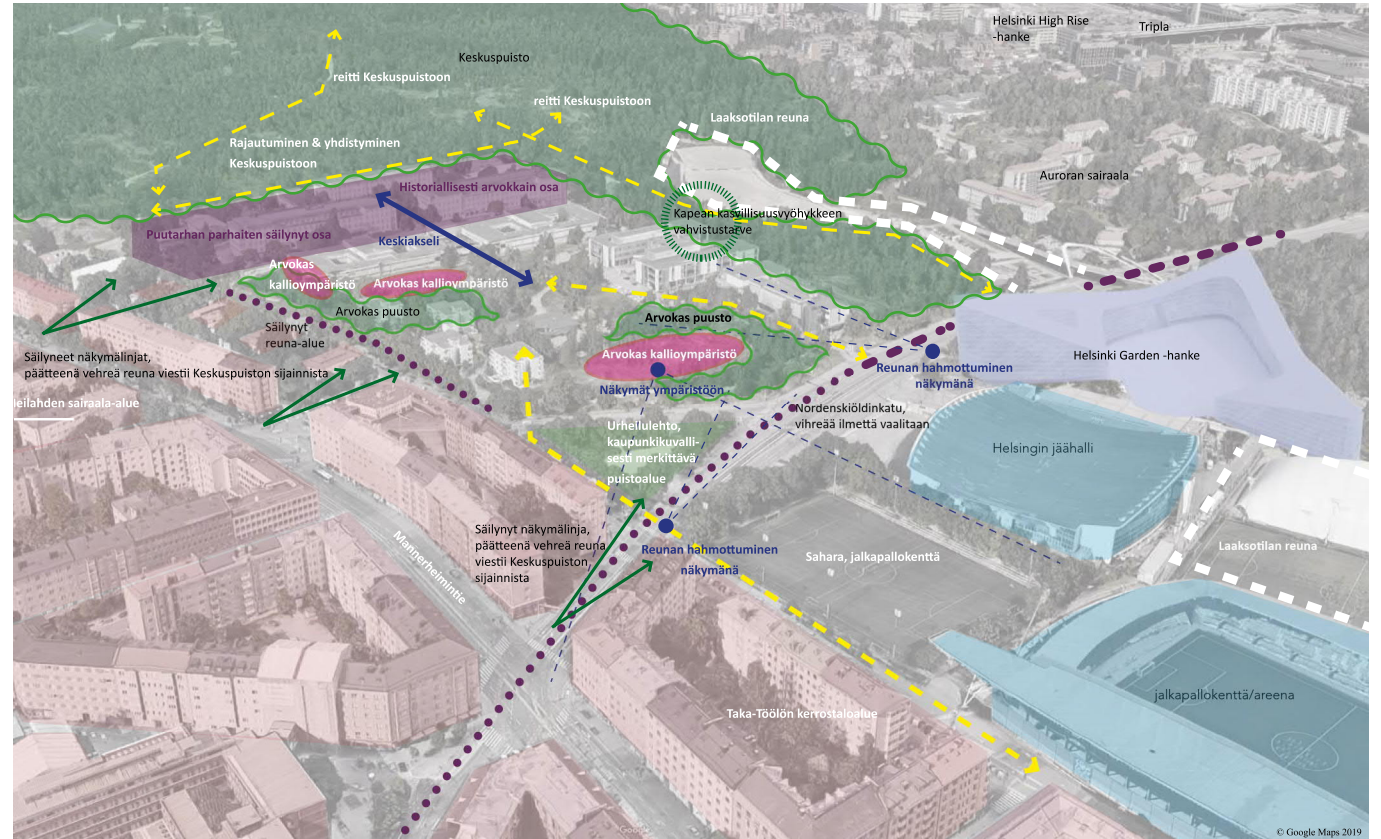 Helsinki High Rise
-hanke
Tripla
Keskuspuisto
reitti Keskuspuistoon
reitti Keskuspuistoon
Laaksotilan reuna
Rajautuminen & yhdistyminen
Keskuspuistoon
Auroran sairaala
Historiallisesti arvokkain osa
Kapean kasvillisuusvyöhykkeen
vahvistustarve
Puutarhan parhaiten säilynyt osa
Keskiakseli
Arvokas
kallioympäristö
Arvokas kallioympäristö
Arvokas puusto
Arvokas puusto
Säilynyt
reuna-alue
Säilyneet näkymälinjat,
päätteenä vehreä reuna viestii Keskuspuiston sijainnista
Arvokas kallioympäristö
Helsinki Garden -hanke
Reunan hahmottuminen
näkymänä
Näkymät ympäristöön
eilahden sairaala-alue
Nordenskiöldinkatu,
vihreää ilmettä vaalitaan
Urheilulehto,
kaupunkikuvalli-
sesti merkittävä
puistoalue
Helsingin jäähalli
Säilynyt näkymälinja,
päätteenä vehreä reuna
viestii Keskuspuiston
sijainnista
Mannerheimintie
Reunan hahmottuminen
näkymänä
Sahara, jalkapallokenttä
Laaksotilan reuna
jalkapallokenttä/areena
Taka-Töölön kerrostaloalue
Google
© Google Maps 2019